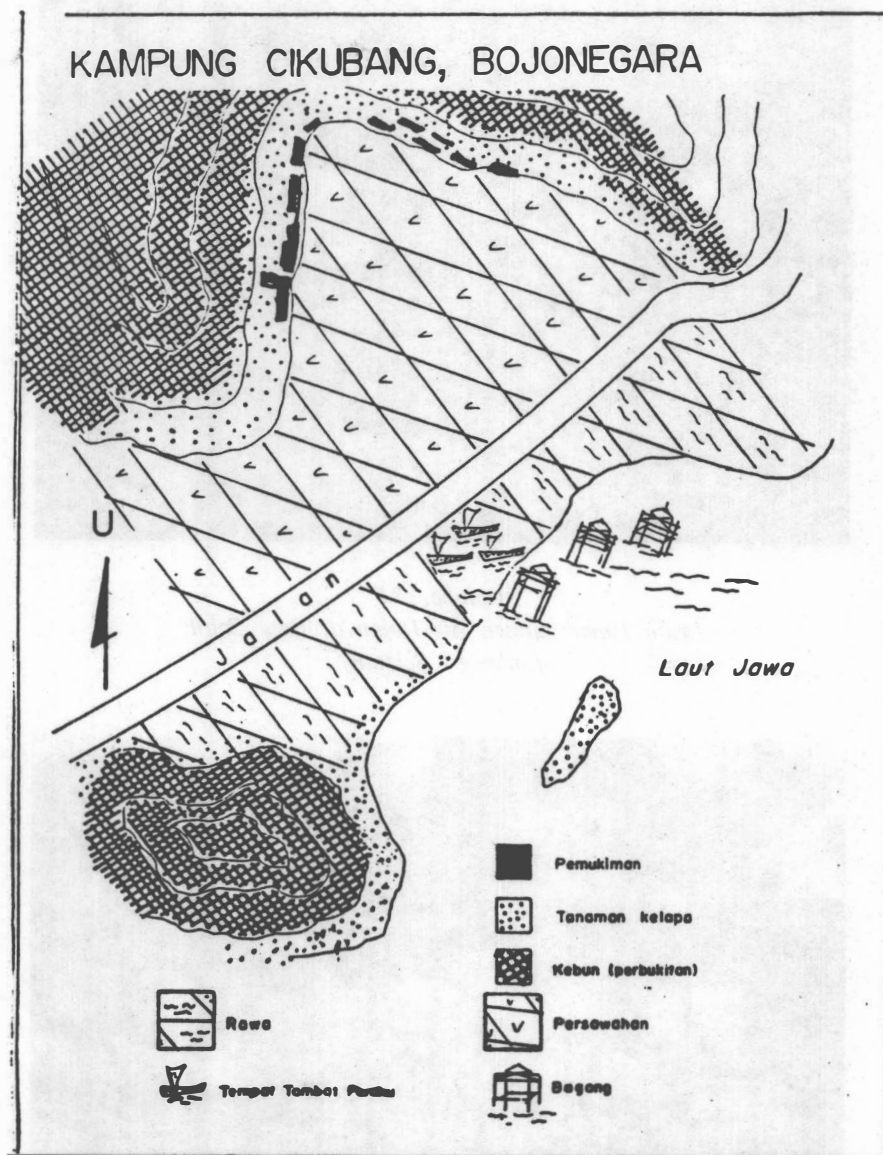 KAMPUNG CIKUBANG, BOJONEGARA
U
Jalan
Laut Jawa
Pemukiman
Tanaman kelapa
Kebun (perbukitan)
Rawa
Persawahan
Tempat Tambat Perahu
Bagang